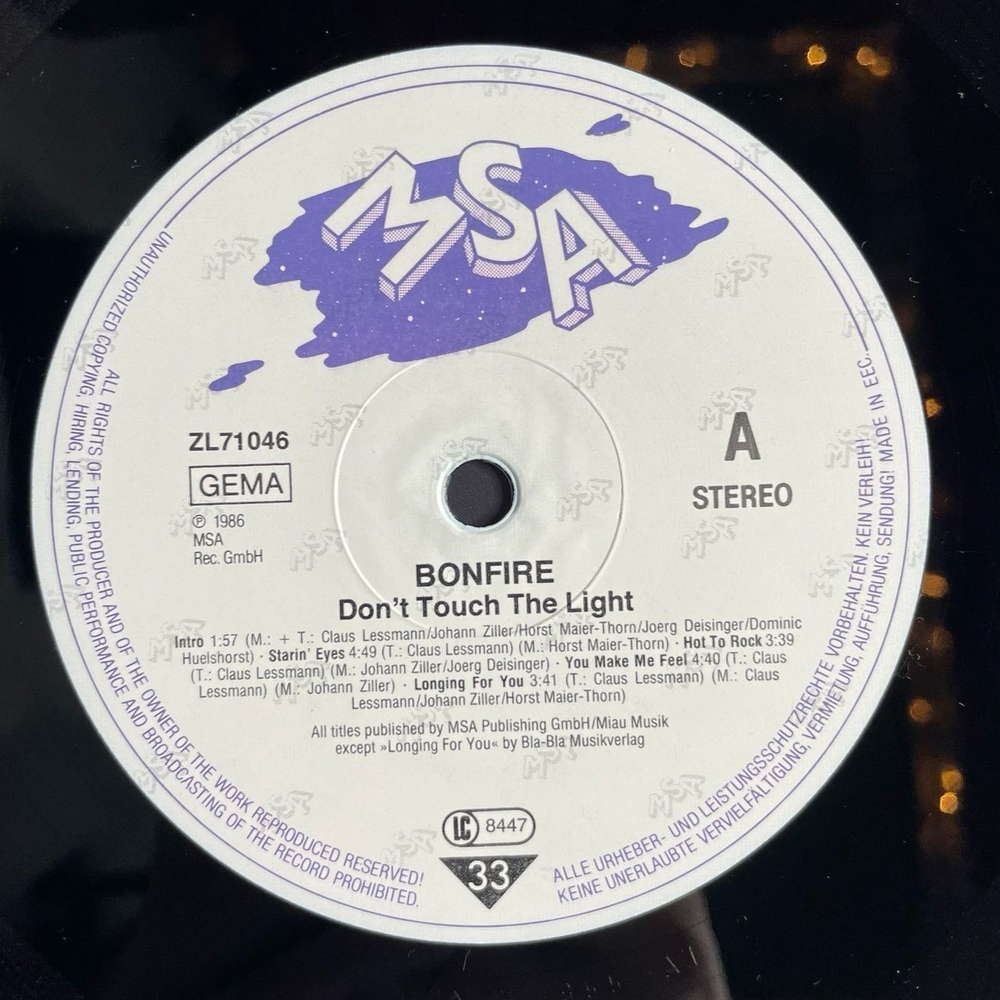 MSA
ZL71046
GEMA
℗ 1986
MSA
Rec. GmbH
A
STEREO
BONFIRE
Don't Touch The Light
Intro 1:57 (M.: + T.: Claus Lessmann/Johann Ziller/Horst Maier-Thorn/Joerg Deisinger/Dominic
Huelshorst) · Starin' Eyes 4:49 (T.: Claus Lessmann) (M.: Horst Maier-Thorn) · Hot To Rock 3:39
(T.: Claus Lessmann) (M.: Johann Ziller/Joerg Deisinger) · You Make Me Feel 4:40 (T.: Claus
Lessmann) (M.: Johann Ziller) · Longing For You 3:41 (T.: Claus Lessmann) (M.: Claus
Lessmann/Johann Ziller/Horst Maier-Thorn)
All titles published by MSA Publishing GmbH/Miau Musik
except »Longing For You« by Bla-Bla Musikverlag
LC 8447
33
ALL RIGHTS OF THE PRODUCER AND OF THE OWNER OF THE WORK REPRODUCED RESERVED!
UNAUTHORIZED COPYING, HIRING, LENDING, PUBLIC PERFORMANCE AND BROADCASTING OF THE RECORD PROHIBITED.
ALLE URHEBER- UND LEISTUNGSSCHUTZRECHTE VORBEHALTEN. KEIN VERLEIH!
KEINE UNERLAUBTE VERVIELFÄLTIGUNG, VERMIETUNG, AUFFÜHRUNG, SENDUNG! MADE IN EEC.